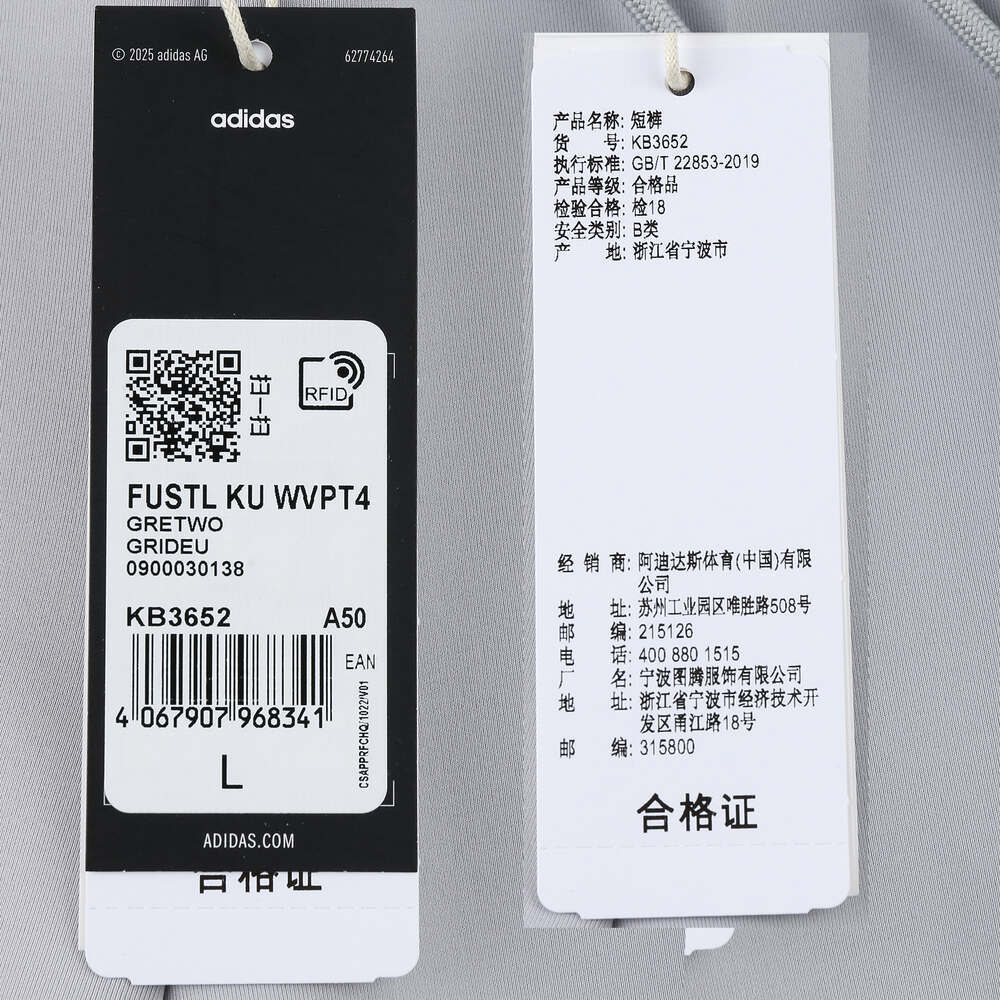 © 2025 adidas AG
62774264
adidas
扫一扫
RFID
FUSTL KU WVPT4
GRETWO
GRIDEU
0900030138
KB3652 A50
EAN
4 067907 968341
CSAPPRFCHQ/1022/V01
L
ADIDAS.COM
合格证
产品名称: 短裤
货 号: KB3652
执行标准: GB/T 22853-2019
产品等级: 合格品
检验合格: 检18
安全类别: B类
产 地: 浙江省宁波市
经 销 商: 阿迪达斯体育(中国)有限
公司
地 址: 苏州工业园区唯胜路508号
邮 编: 215126
电 话: 400 880 1515
厂 名: 宁波图腾服饰有限公司
地 址: 浙江省宁波市经济技术开
发区甬江路18号
邮 编: 315800
合格证